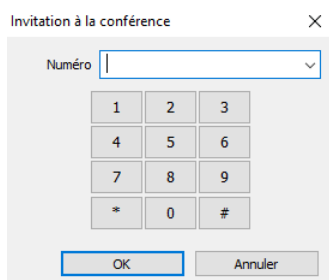 Invitation à la conférence
Numéro
1 2 3
4 5 6
7 8 9
* 0 #
OK Annuler